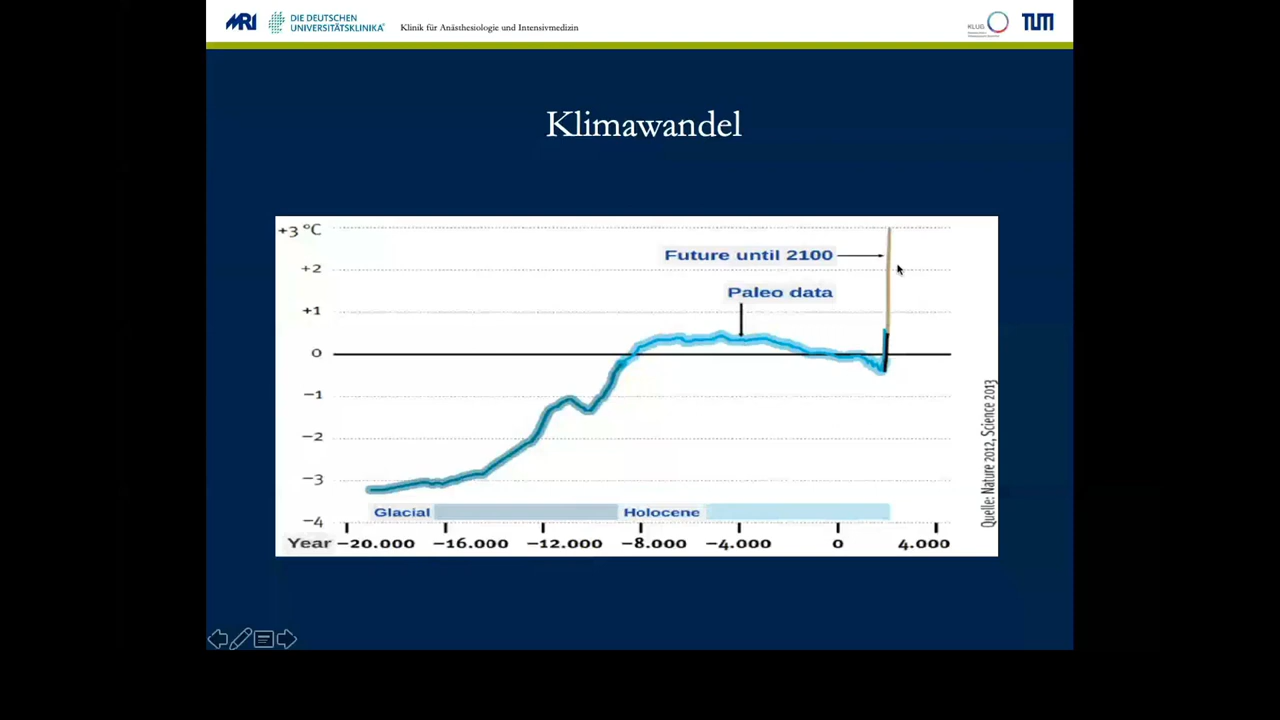 MRI
DIE DEUTSCHEN
UNIVERSITÄTSKLINIKA®
Klinik für Anästhesiologie und Intensivmedizin
KLUG
TUM
Klimawandel
+3 °C
Future until 2100
+2
Paleo data
+1
0
−1
−2
−3
Glacial
Holocene
−4
Year
−20.000
−16.000
−12.000
−8.000
−4.000
0
4.000
Quelle: Nature 2012, Science 2013